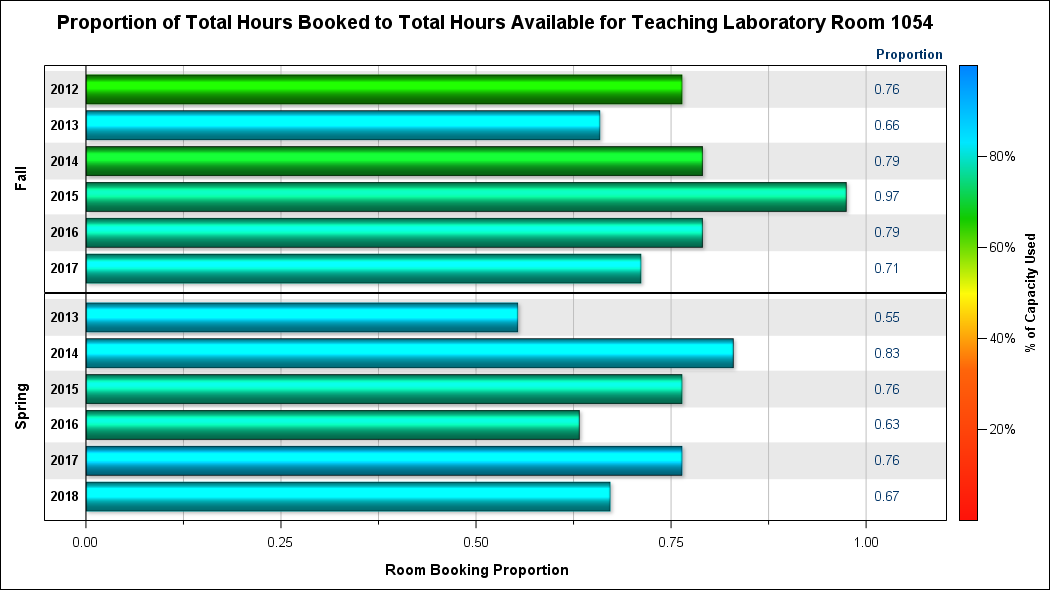 Proportion of Total Hours Booked to Total Hours Available for Teaching Laboratory Room 1054
Proportion
Fall
2012 0.76
2013 0.66
2014 0.79
2015 0.97
2016 0.79
2017 0.71
Spring
2013 0.55
2014 0.83
2015 0.76
2016 0.63
2017 0.76
2018 0.67
0.00 0.25 0.50 0.75 1.00
Room Booking Proportion
80%
60%
40%
20%
% of Capacity Used